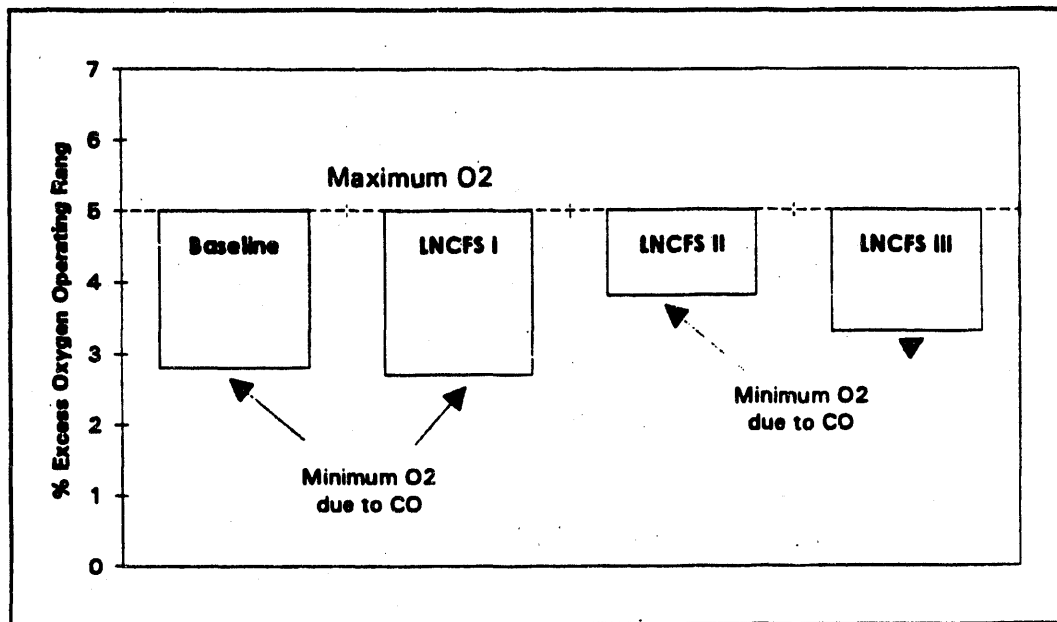 % Excess Oxygen Operating Rang
7
6
5
4
3
2
1
0
Maximum O2
Baseline
LNCFS I
LNCFS II
LNCFS III
Minimum O2
due to CO
Minimum O2
due to CO